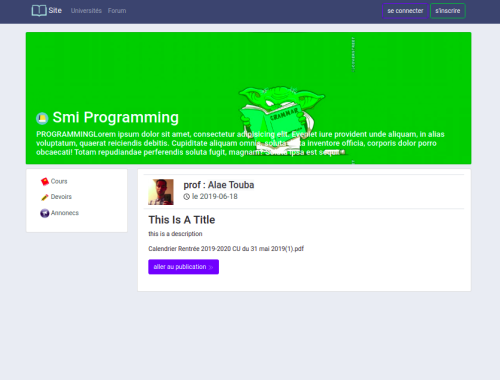 Site Universités Forum se connecter s'inscrire
GRAMMAR
Smi Programming
PROGRAMMINGLorem ipsum dolor sit amet, consectetur adipisicing elit. Eveniet iure provident unde aliquam, in alias
voluptatum, quaerat reiciendis debitis. Cupiditate aliquam omnis, soluta inventore officia, corporis dolor porro
obcaecati! Totam repudiandae perferendis soluta fugit, magnam ipsa est
Cours
Devoirs
Annonecs
prof : Alae Touba
le 2019-06-18
This Is A Title
this is a description
Calendrier Rentrée 2019-2020 CU du 31 mai 2019(1).pdf
aller au publication